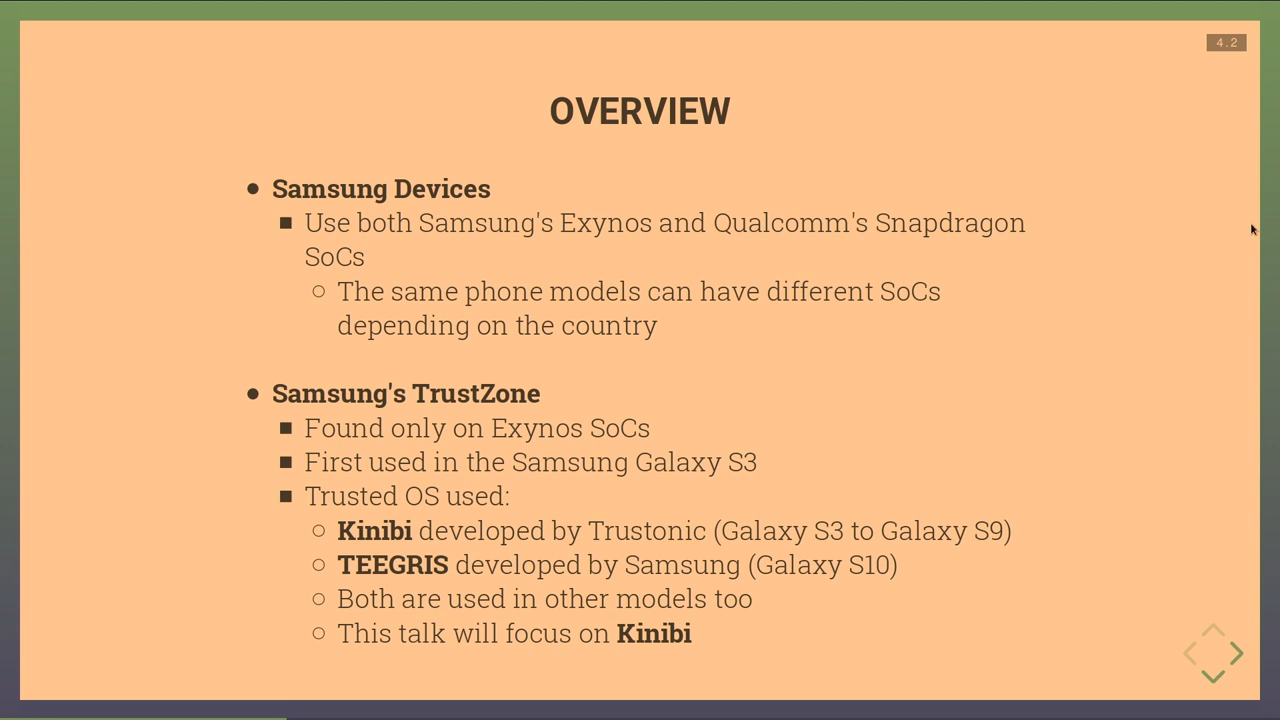 4.2
OVERVIEW
● Samsung Devices
■ Use both Samsung's Exynos and Qualcomm's Snapdragon
SoCs
○ The same phone models can have different SoCs
depending on the country
● Samsung's TrustZone
■ Found only on Exynos SoCs
■ First used in the Samsung Galaxy S3
■ Trusted OS used:
○ Kinibi developed by Trustonic (Galaxy S3 to Galaxy S9)
○ TEEGRIS developed by Samsung (Galaxy S10)
○ Both are used in other models too
○ This talk will focus on Kinibi